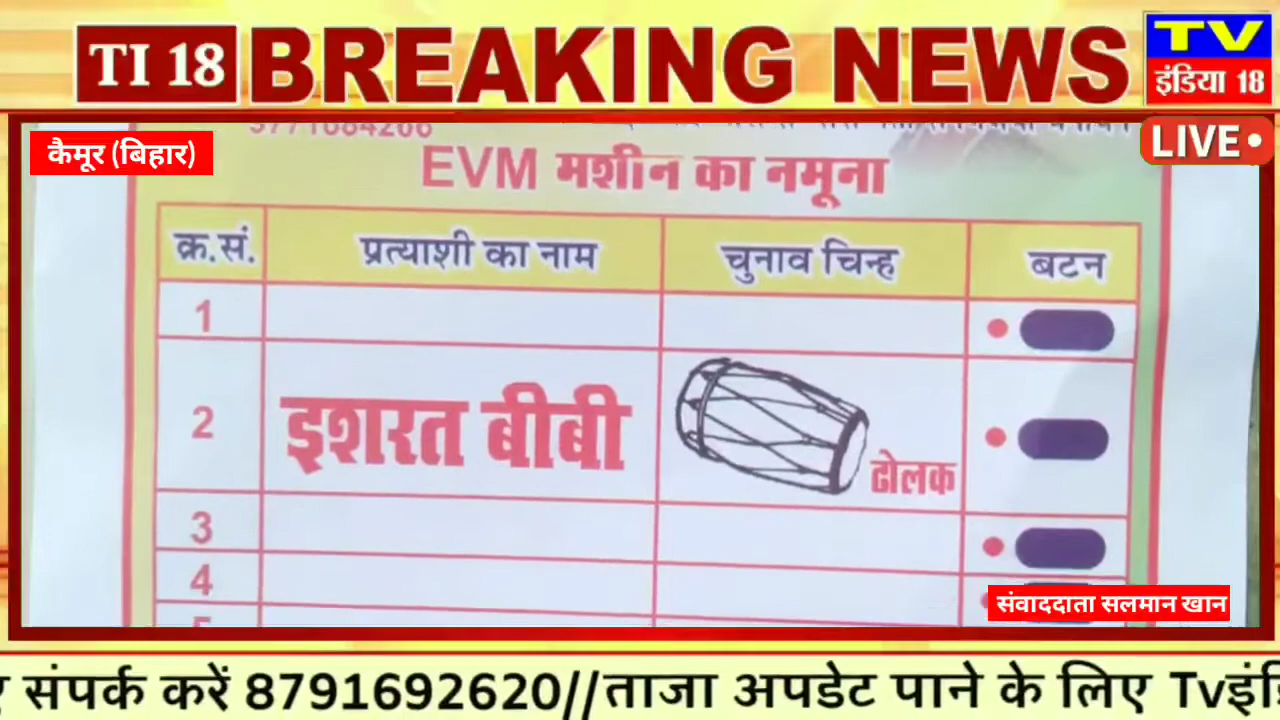 TI 18 BREAKING NEWS TV
इंडिया 18
LIVE
कैमूर (बिहार)
EVM मशीन का नमूना
क्र.सं. प्रत्याशी का नाम चुनाव चिन्ह बटन
1
2 इशरत बीबी ढोलक
3
4
संवाददाता सलमान खान
संपर्क करें 8791692620//ताजा अपडेट पाने के लिए Tvइंडि